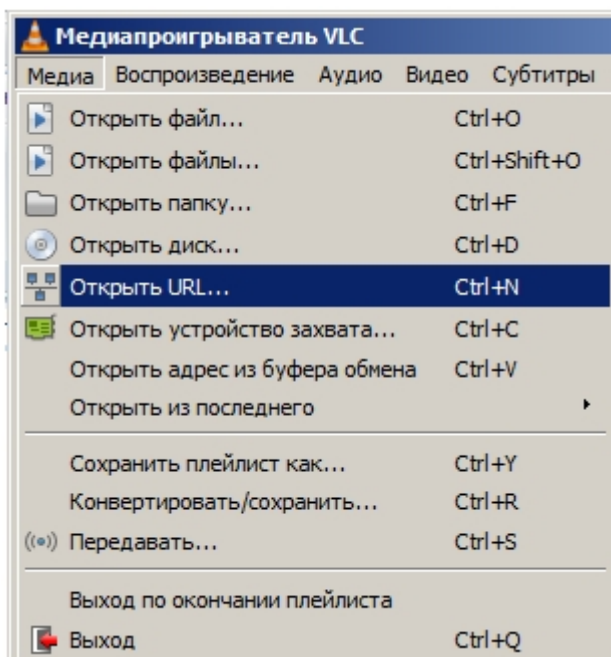 Медиапроигрыватель VLC
Медиа Воспроизведение Аудио Видео Субтитры
Открыть файл... Ctrl+O
Открыть файлы... Ctrl+Shift+O
Открыть папку... Ctrl+F
Открыть диск... Ctrl+D
Открыть URL... Ctrl+N
Открыть устройство захвата... Ctrl+C
Открыть адрес из буфера обмена Ctrl+V
Открыть из последнего
Сохранить плейлист как... Ctrl+Y
Конвертировать/сохранить... Ctrl+R
Передавать... Ctrl+S
Выход по окончании плейлиста
Выход Ctrl+Q